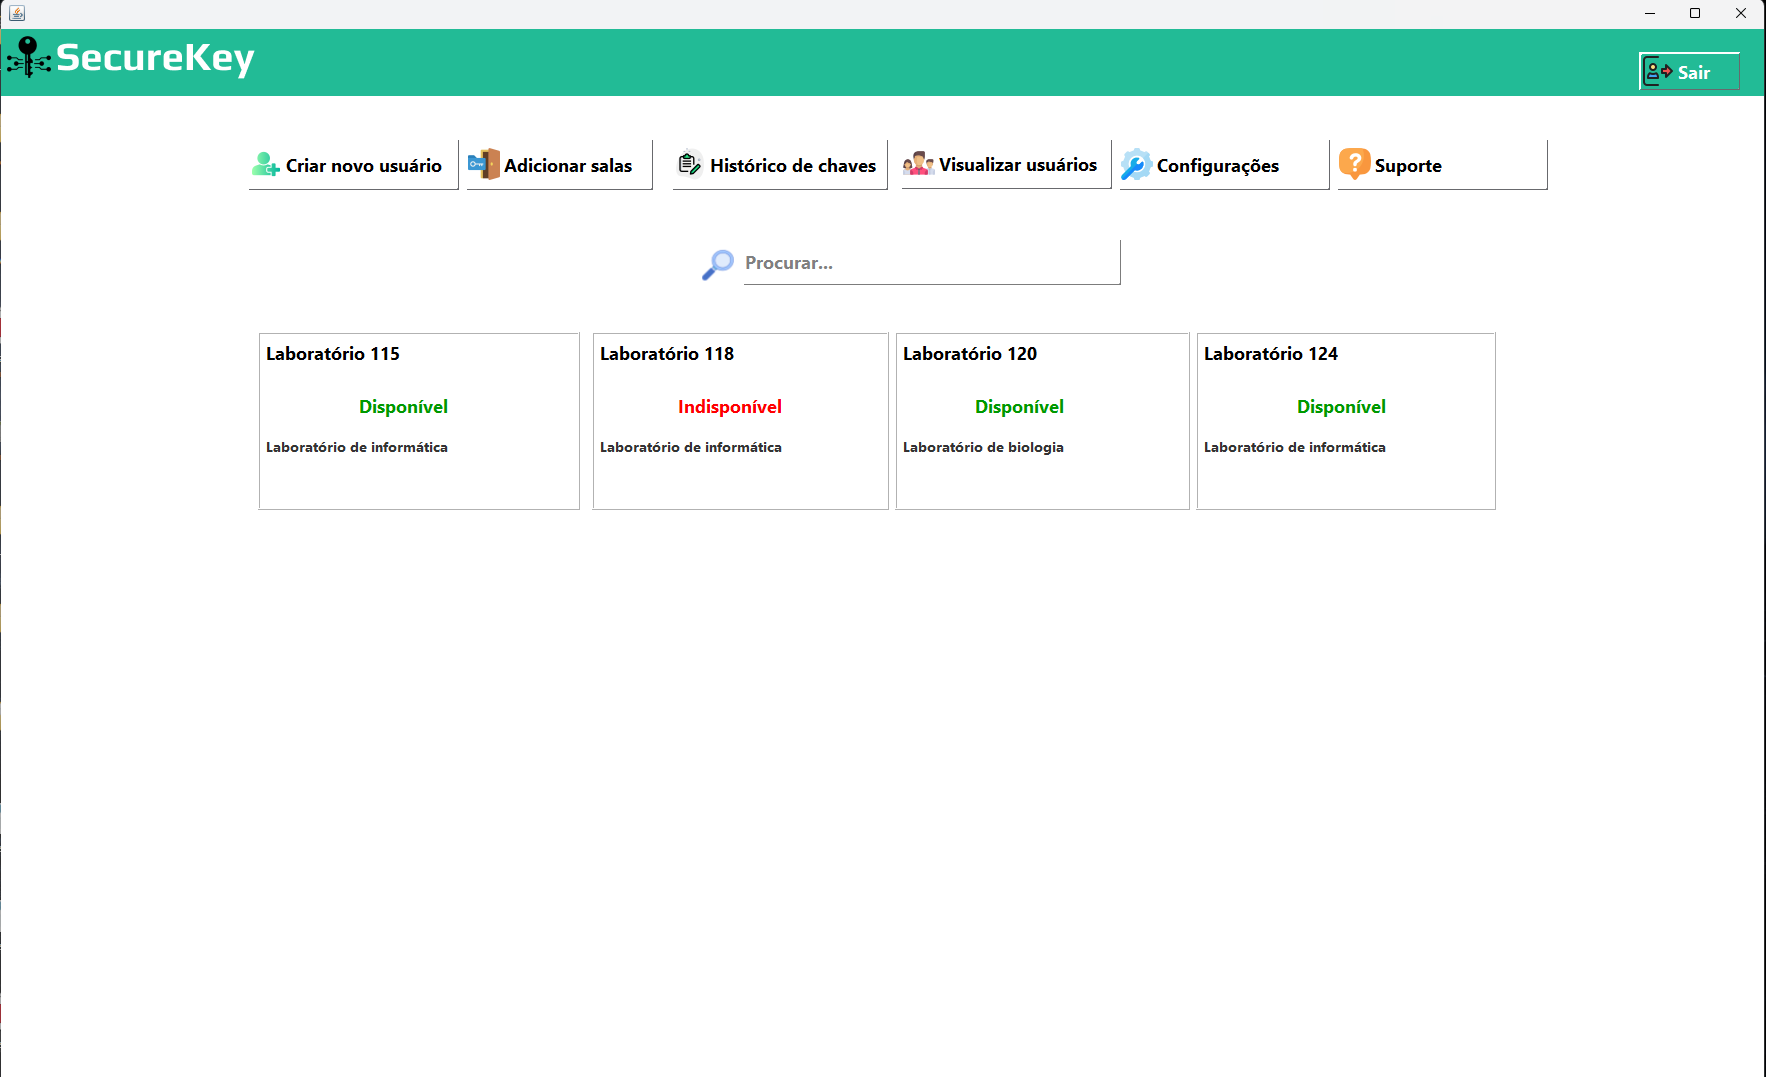 SecureKey
Sair
Criar novo usuário
Adicionar salas
Histórico de chaves
Visualizar usuários
Configurações
Suporte
Procurar...
Laboratório 115
Disponível
Laboratório de informática
Laboratório 118
Indisponível
Laboratório de informática
Laboratório 120
Disponível
Laboratório de biologia
Laboratório 124
Disponível
Laboratório de informática